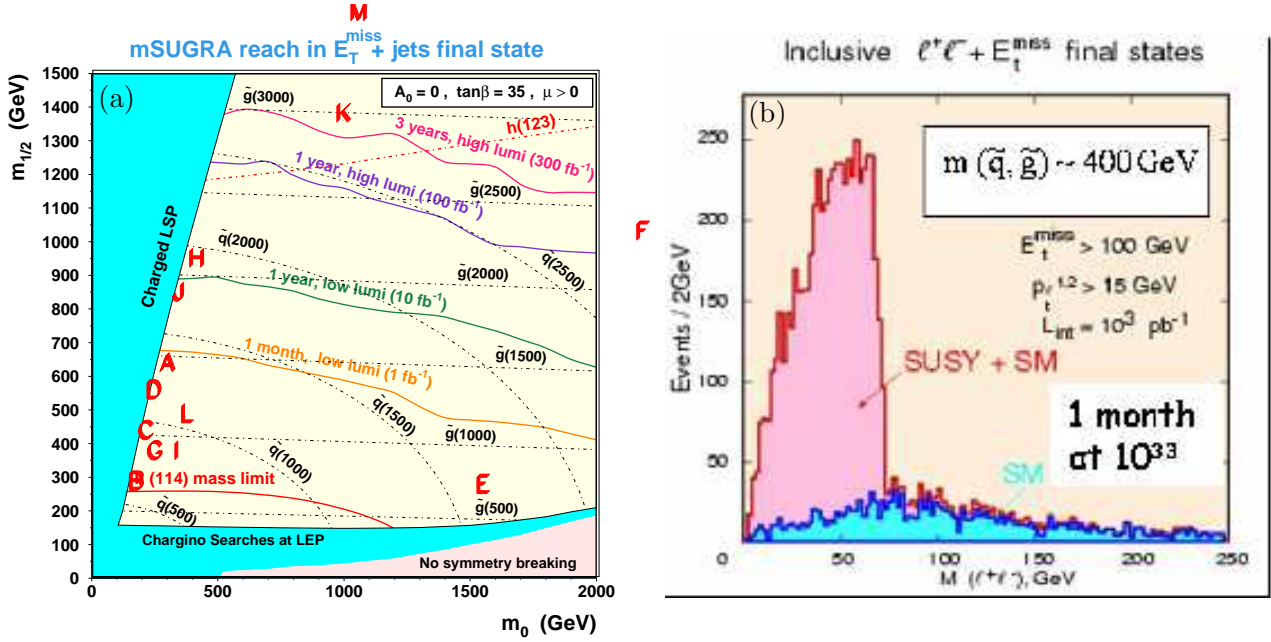 M
mSUGRA reach in E_T^miss + jets final state
(a)
A₀ = 0 , tanβ = 35 , μ > 0
m₁/₂ (GeV)
1500
1400
1300
1200
1100
1000
900
800
700
600
500
400
300
200
100
0
g̃(3000)
K
h(123)
3 years, high lumi (300 fb⁻¹)
1 year, high lumi (100 fb⁻¹)
g̃(2500)
Charged LSP
q̃(2000)
H
g̃(2000)
q̃(2500)
J
1 year, low lumi (10 fb⁻¹)
g̃(1500)
1 month, low lumi (1 fb⁻¹)
A
D
L
q̃(1500)
C
g̃(1000)
G
I
q̃(1000)
B
(114) mass limit
E
q̃(500)
g̃(500)
Chargino Searches at LEP
No symmetry breaking
0
500
1000
1500
2000
m₀ (GeV)
F
Inclusive ℓ⁺ℓ⁻ + E_t^miss final states
(b)
m (q̃, g̃) ~ 400 GeV
E_t^miss > 100 GeV
p_t^ℓ1,2 > 15 GeV
L_int = 10³ pb⁻¹
Events / 2GeV
250
200
150
100
50
SUSY + SM
1 month
at 10³³
SM
0
50
100
150
200
250
M (ℓ⁺ℓ⁻), GeV